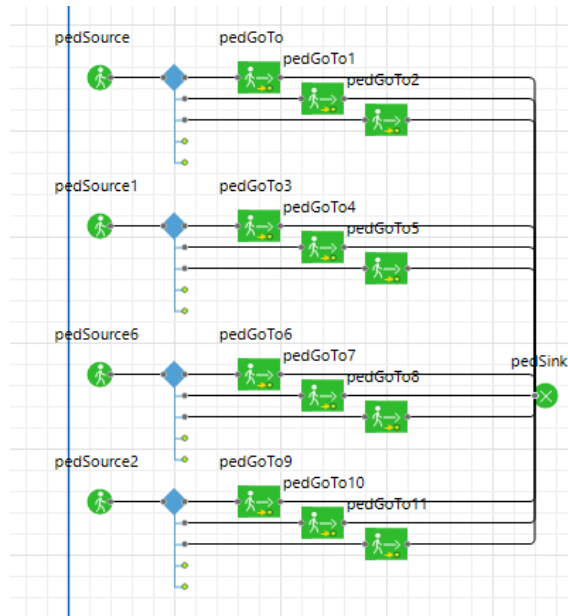 pedSource
pedGoTo
pedGoTo1
pedGoTo2
pedSource1
pedGoTo3
pedGoTo4
pedGoTo5
pedSource6
pedGoTo6
pedGoTo7
pedSink
pedGoTo8
pedSource2
pedGoTo9
pedGoTo10
pedGoTo11